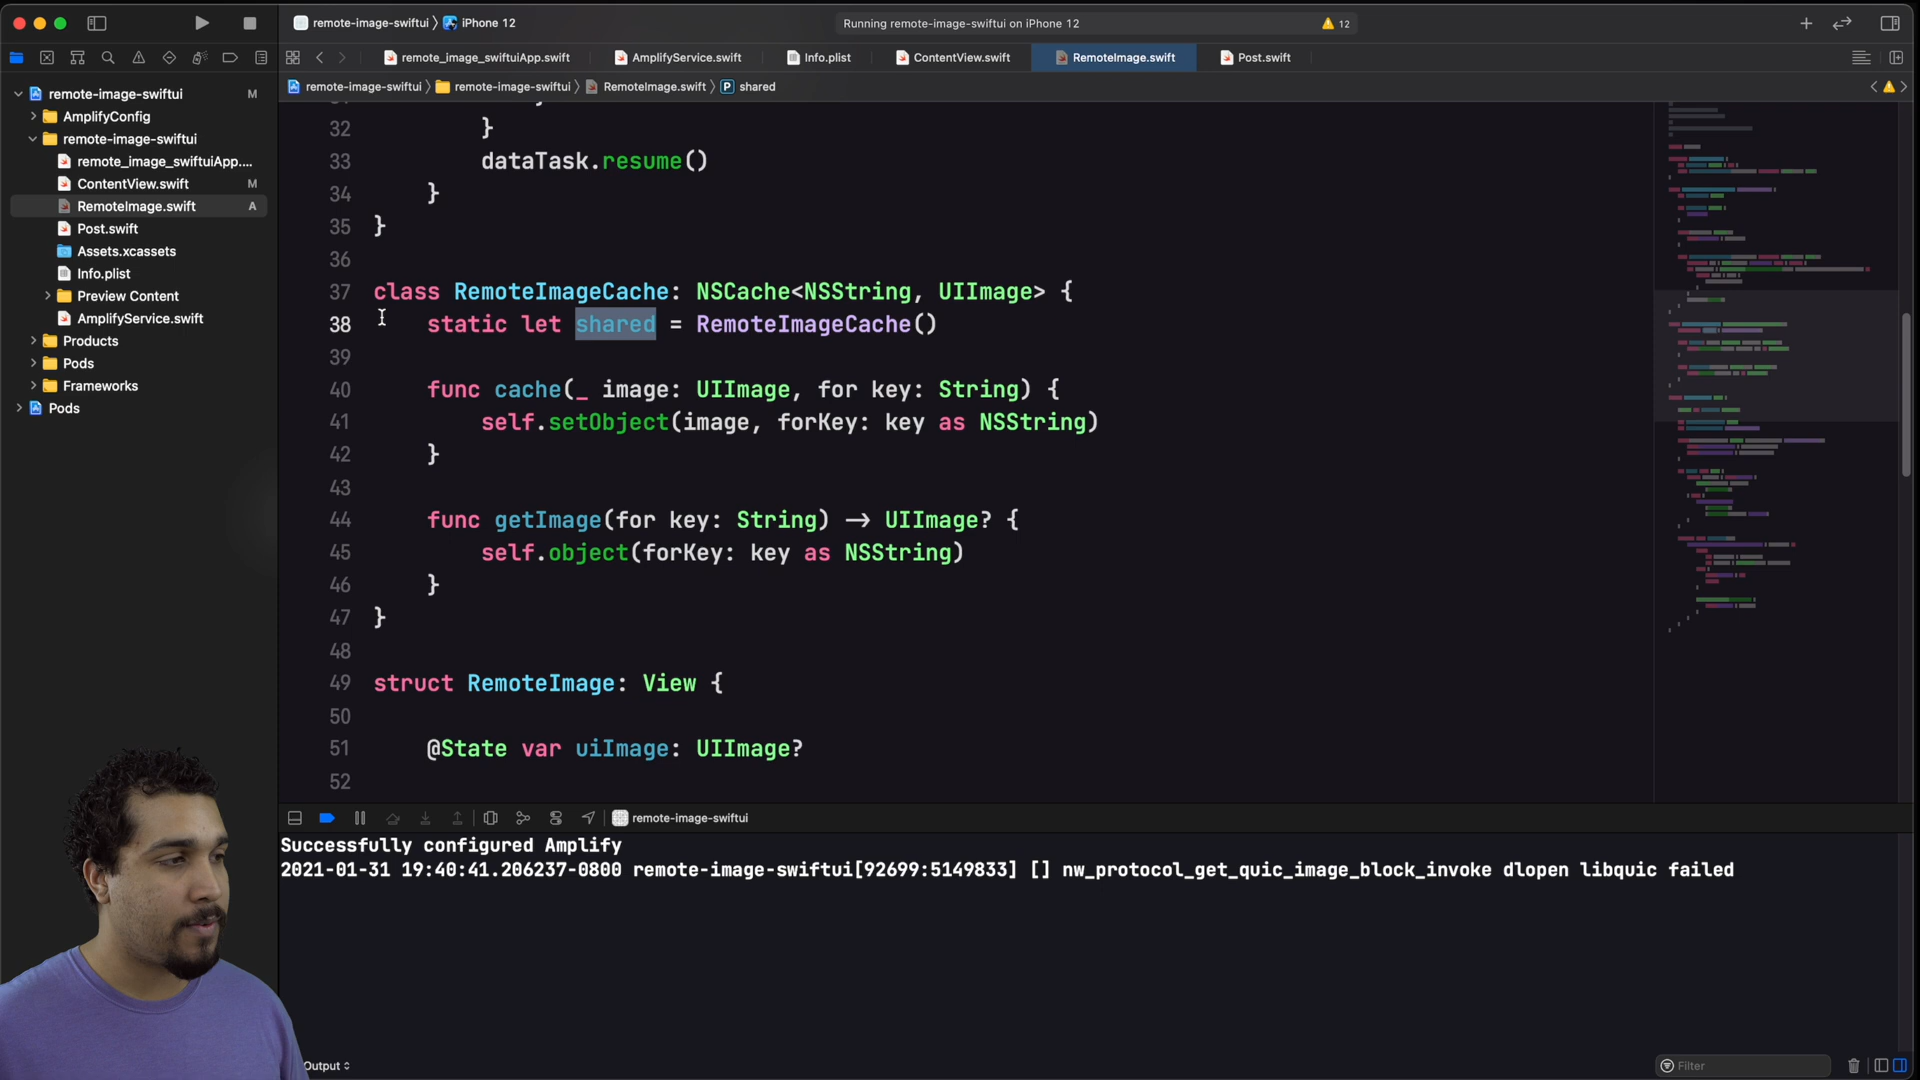 remote-image-swiftui 〉 iPhone 12
Running remote-image-swiftui on iPhone 12
12
remote_image_swiftuiApp.swift
AmplifyService.swift
Info.plist
ContentView.swift
RemoteImage.swift
Post.swift
remote-image-swiftui 〉 remote-image-swiftui 〉 RemoteImage.swift 〉 P shared
remote-image-swiftui M
AmplifyConfig
remote-image-swiftui
remote_image_swiftuiApp....
ContentView.swift M
RemoteImage.swift A
Post.swift
Assets.xcassets
Info.plist
Preview Content
AmplifyService.swift
Products
Pods
Frameworks
Pods
32 }
33 dataTask.resume()
34 }
35 }
36
37 class RemoteImageCache: NSCache<NSString, UIImage> {
38 static let shared = RemoteImageCache()
39
40 func cache(_ image: UIImage, for key: String) {
41 self.setObject(image, forKey: key as NSString)
42 }
43
44 func getImage(for key: String) -> UIImage? {
45 self.object(forKey: key as NSString)
46 }
47 }
48
49 struct RemoteImage: View {
50
51 @State var uiImage: UIImage?
52
remote-image-swiftui
Successfully configured Amplify
2021-01-31 19:40:41.206237-0800 remote-image-swiftui[92699:5149833] [] nw_protocol_get_quic_image_block_invoke dlopen libquic failed
Output
Filter